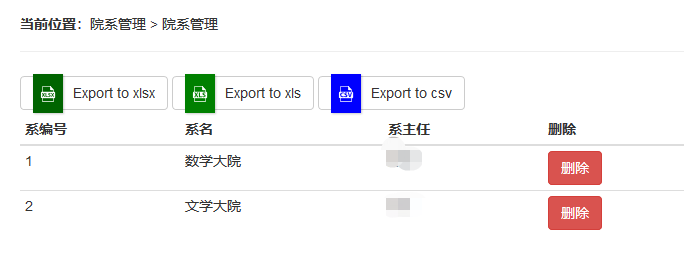 当前位置：院系管理 > 院系管理
XLSX Export to xlsx XLS Export to xls CSV Export to csv
系编号 系名 系主任 删除
1 数学大院 删除
2 文学大院 删除